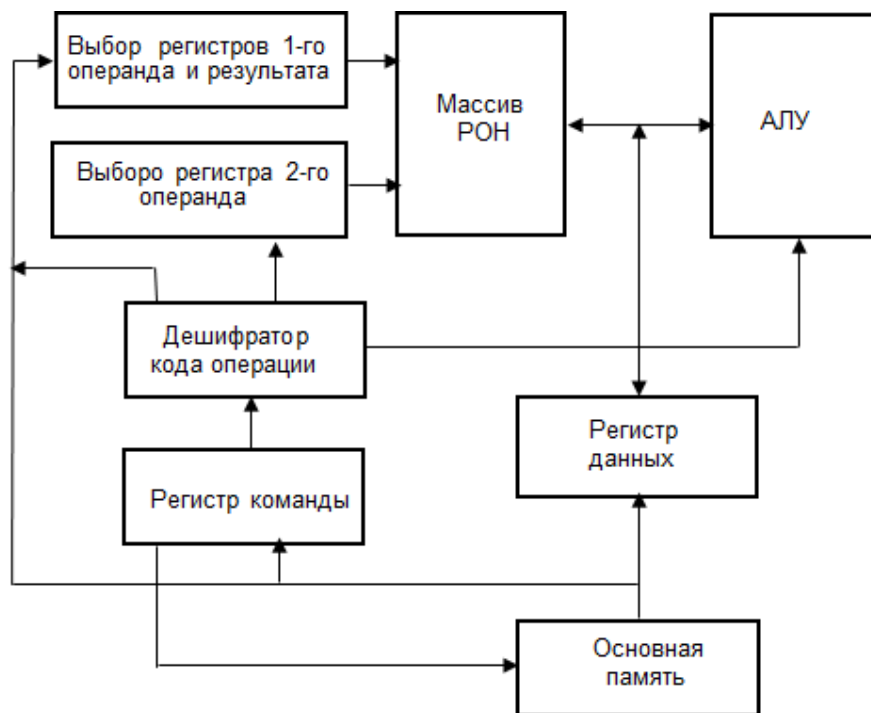 Выбор регистров 1-го
операнда и результата
Массив
РОН
АЛУ
Выборо регистра 2-го
операнда
Дешифратор
кода операции
Регистр
данных
Регистр команды
Основная
память